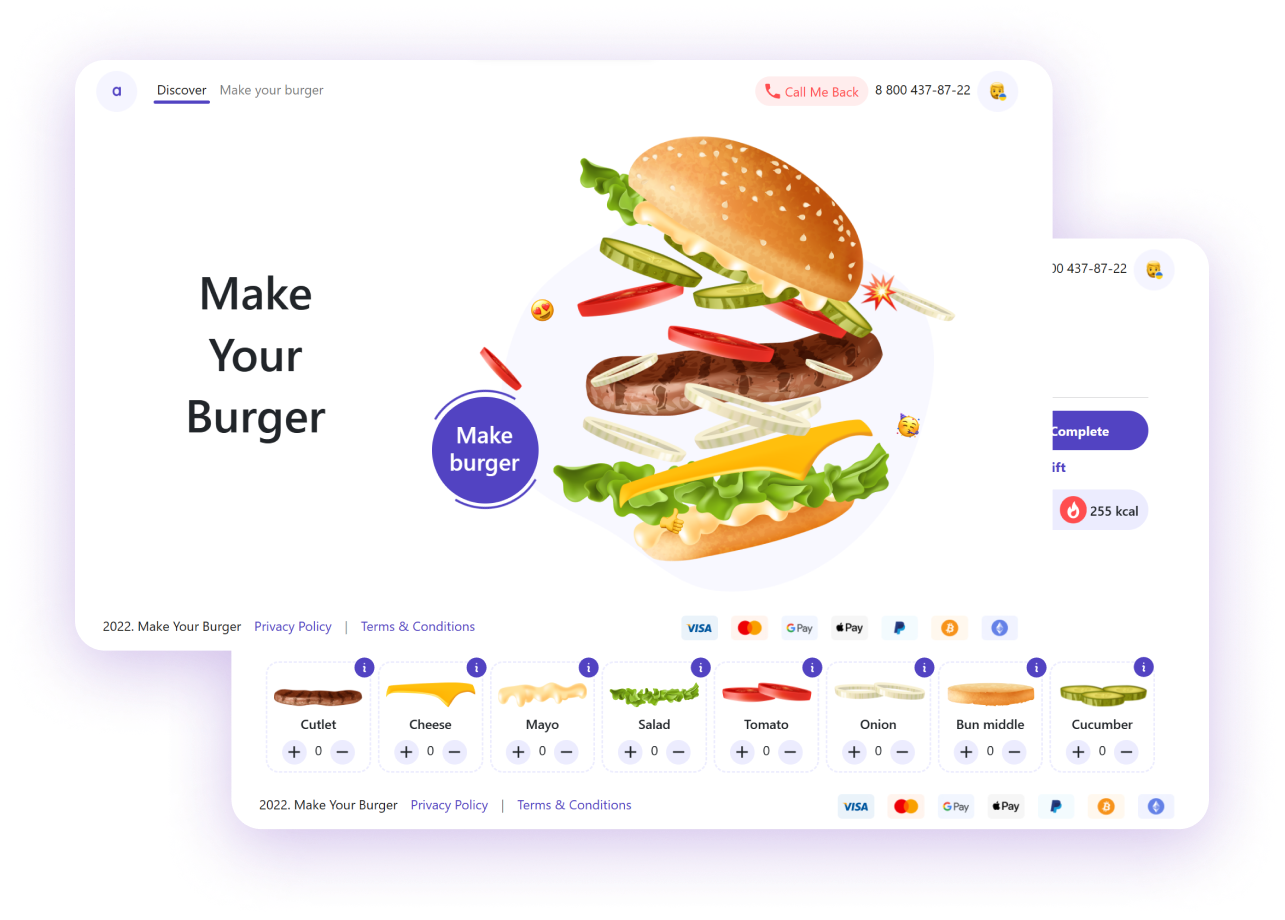 a
Discover
Make your burger
Call Me Back
8 800 437-87-22
Make
Your
Burger
Make
burger
2022. Make Your Burger
Privacy Policy
|
Terms & Conditions
VISA
G Pay
Pay
00 437-87-22
Complete
ift
255 kcal
i
i
i
i
i
i
i
i
Cutlet
Cheese
Mayo
Salad
Tomato
Onion
Bun middle
Cucumber
+ 0 −
+ 0 −
+ 0 −
+ 0 −
+ 0 −
+ 0 −
+ 0 −
+ 0 −
2022. Make Your Burger
Privacy Policy
|
Terms & Conditions
VISA
G Pay
Pay